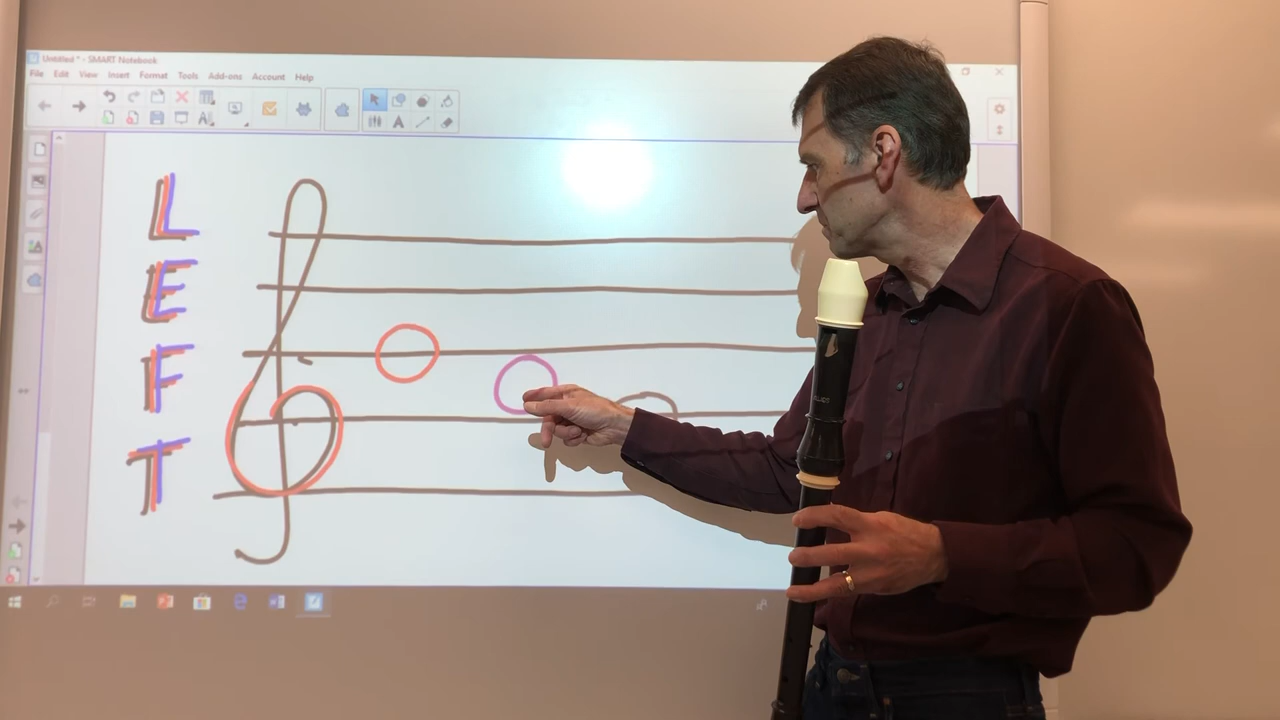 Untitled * - SMART Notebook
File Edit View Insert Format Tools Add-ons Account Help
L
E
F
T